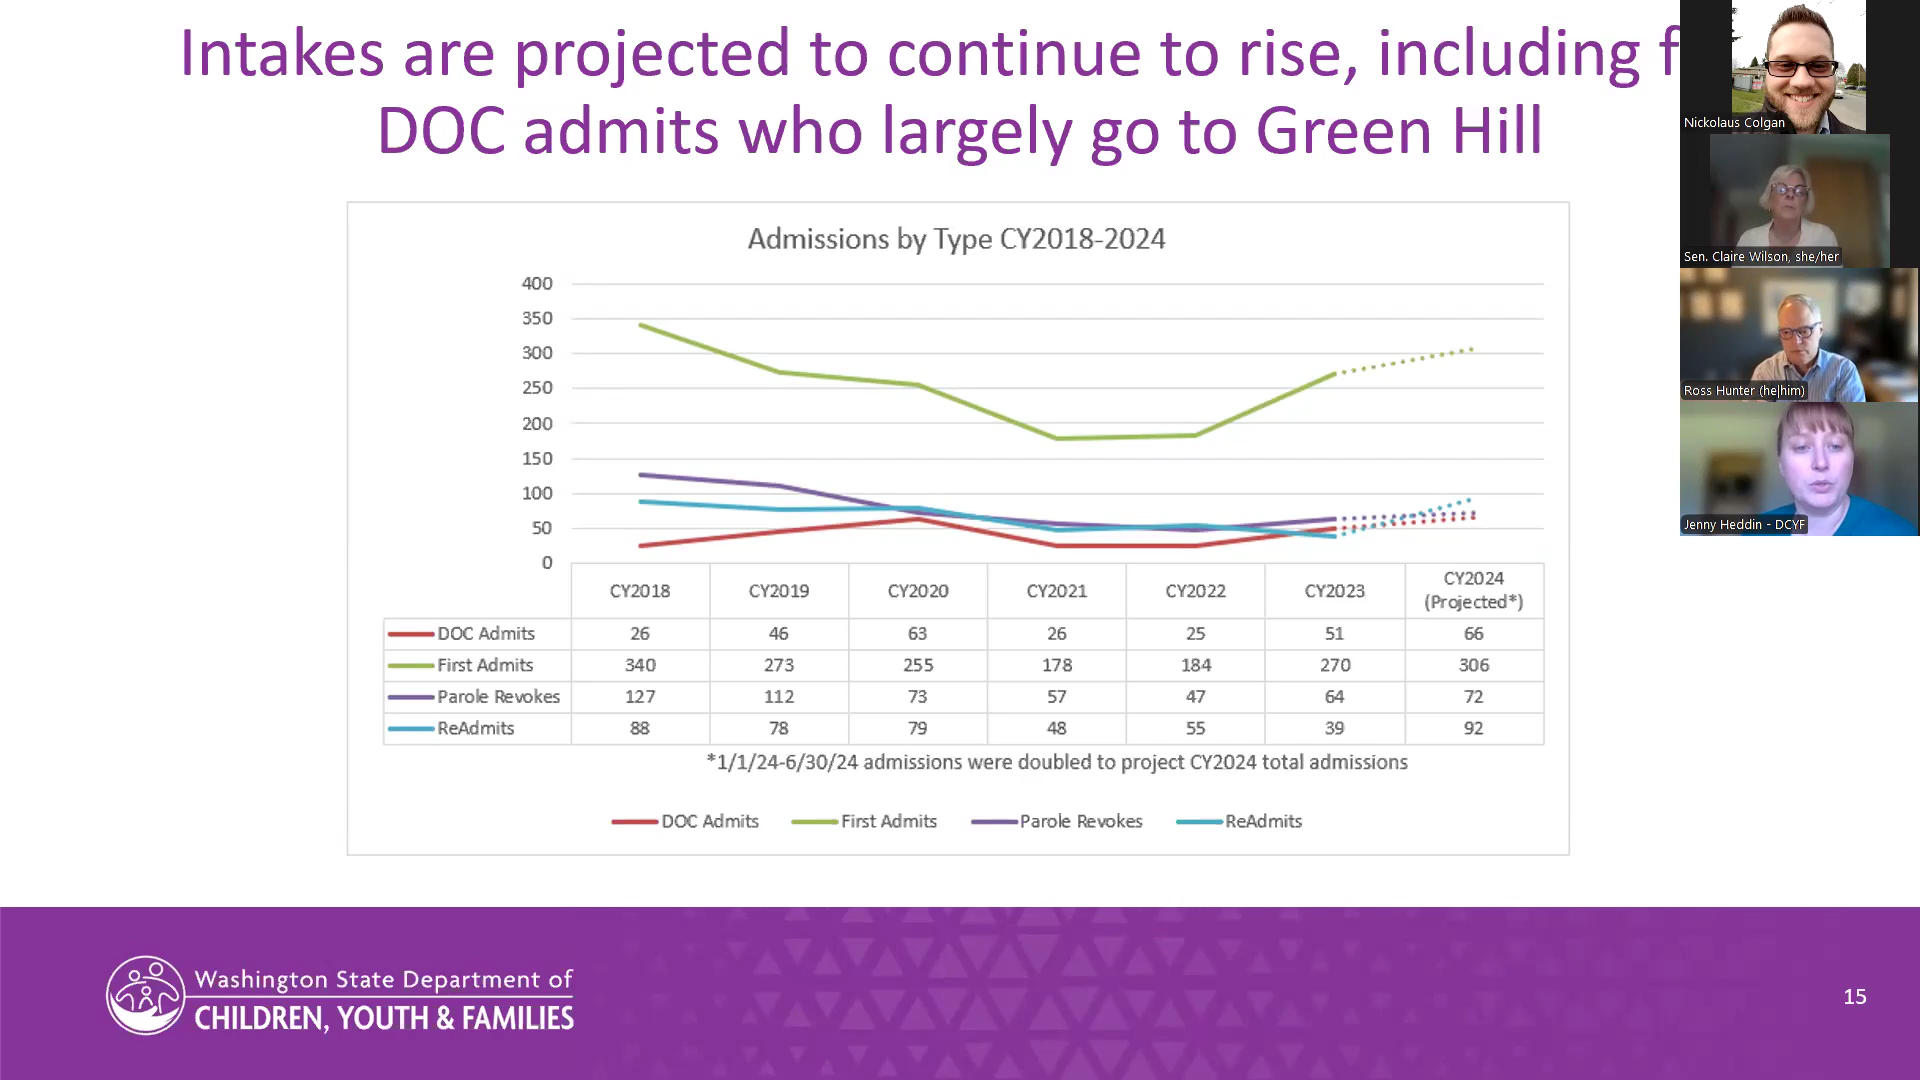 Intakes are projected to continue to rise, including f
DOC admits who largely go to Green Hill
Admissions by Type CY2018-2024
400
350
300
250
200
150
100
50
0
CY2018 CY2019 CY2020 CY2021 CY2022 CY2023 CY2024 (Projected*)
DOC Admits 26 46 63 26 25 51 66
First Admits 340 273 255 178 184 270 306
Parole Revokes 127 112 73 57 47 64 72
ReAdmits 88 78 79 48 55 39 92
*1/1/24-6/30/24 admissions were doubled to project CY2024 total admissions
DOC Admits First Admits Parole Revokes ReAdmits
Washington State Department of
CHILDREN, YOUTH & FAMILIES
15
Nickolaus Colgan
Sen. Claire Wilson, she/her
Ross Hunter (he|him)
Jenny Heddin - DCYF